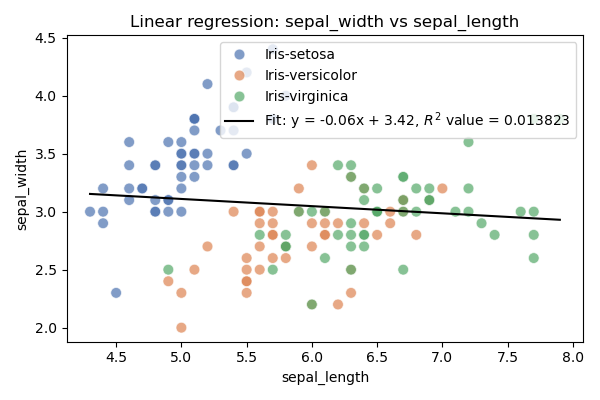 Linear regression: sepal_width vs sepal_length
4.5
4.0
3.5
3.0
2.5
2.0
sepal_width
Iris-setosa
Iris-versicolor
Iris-virginica
Fit: y = -0.06x + 3.42, R² value = 0.013823
4.5 5.0 5.5 6.0 6.5 7.0 7.5 8.0
sepal_length